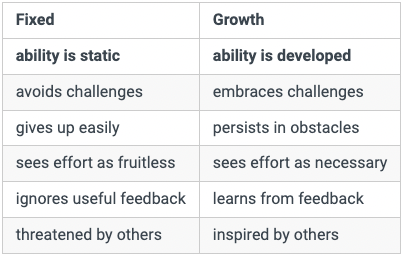 Fixed Growth
ability is static ability is developed
avoids challenges embraces challenges
gives up easily persists in obstacles
sees effort as fruitless sees effort as necessary
ignores useful feedback learns from feedback
threatened by others inspired by others